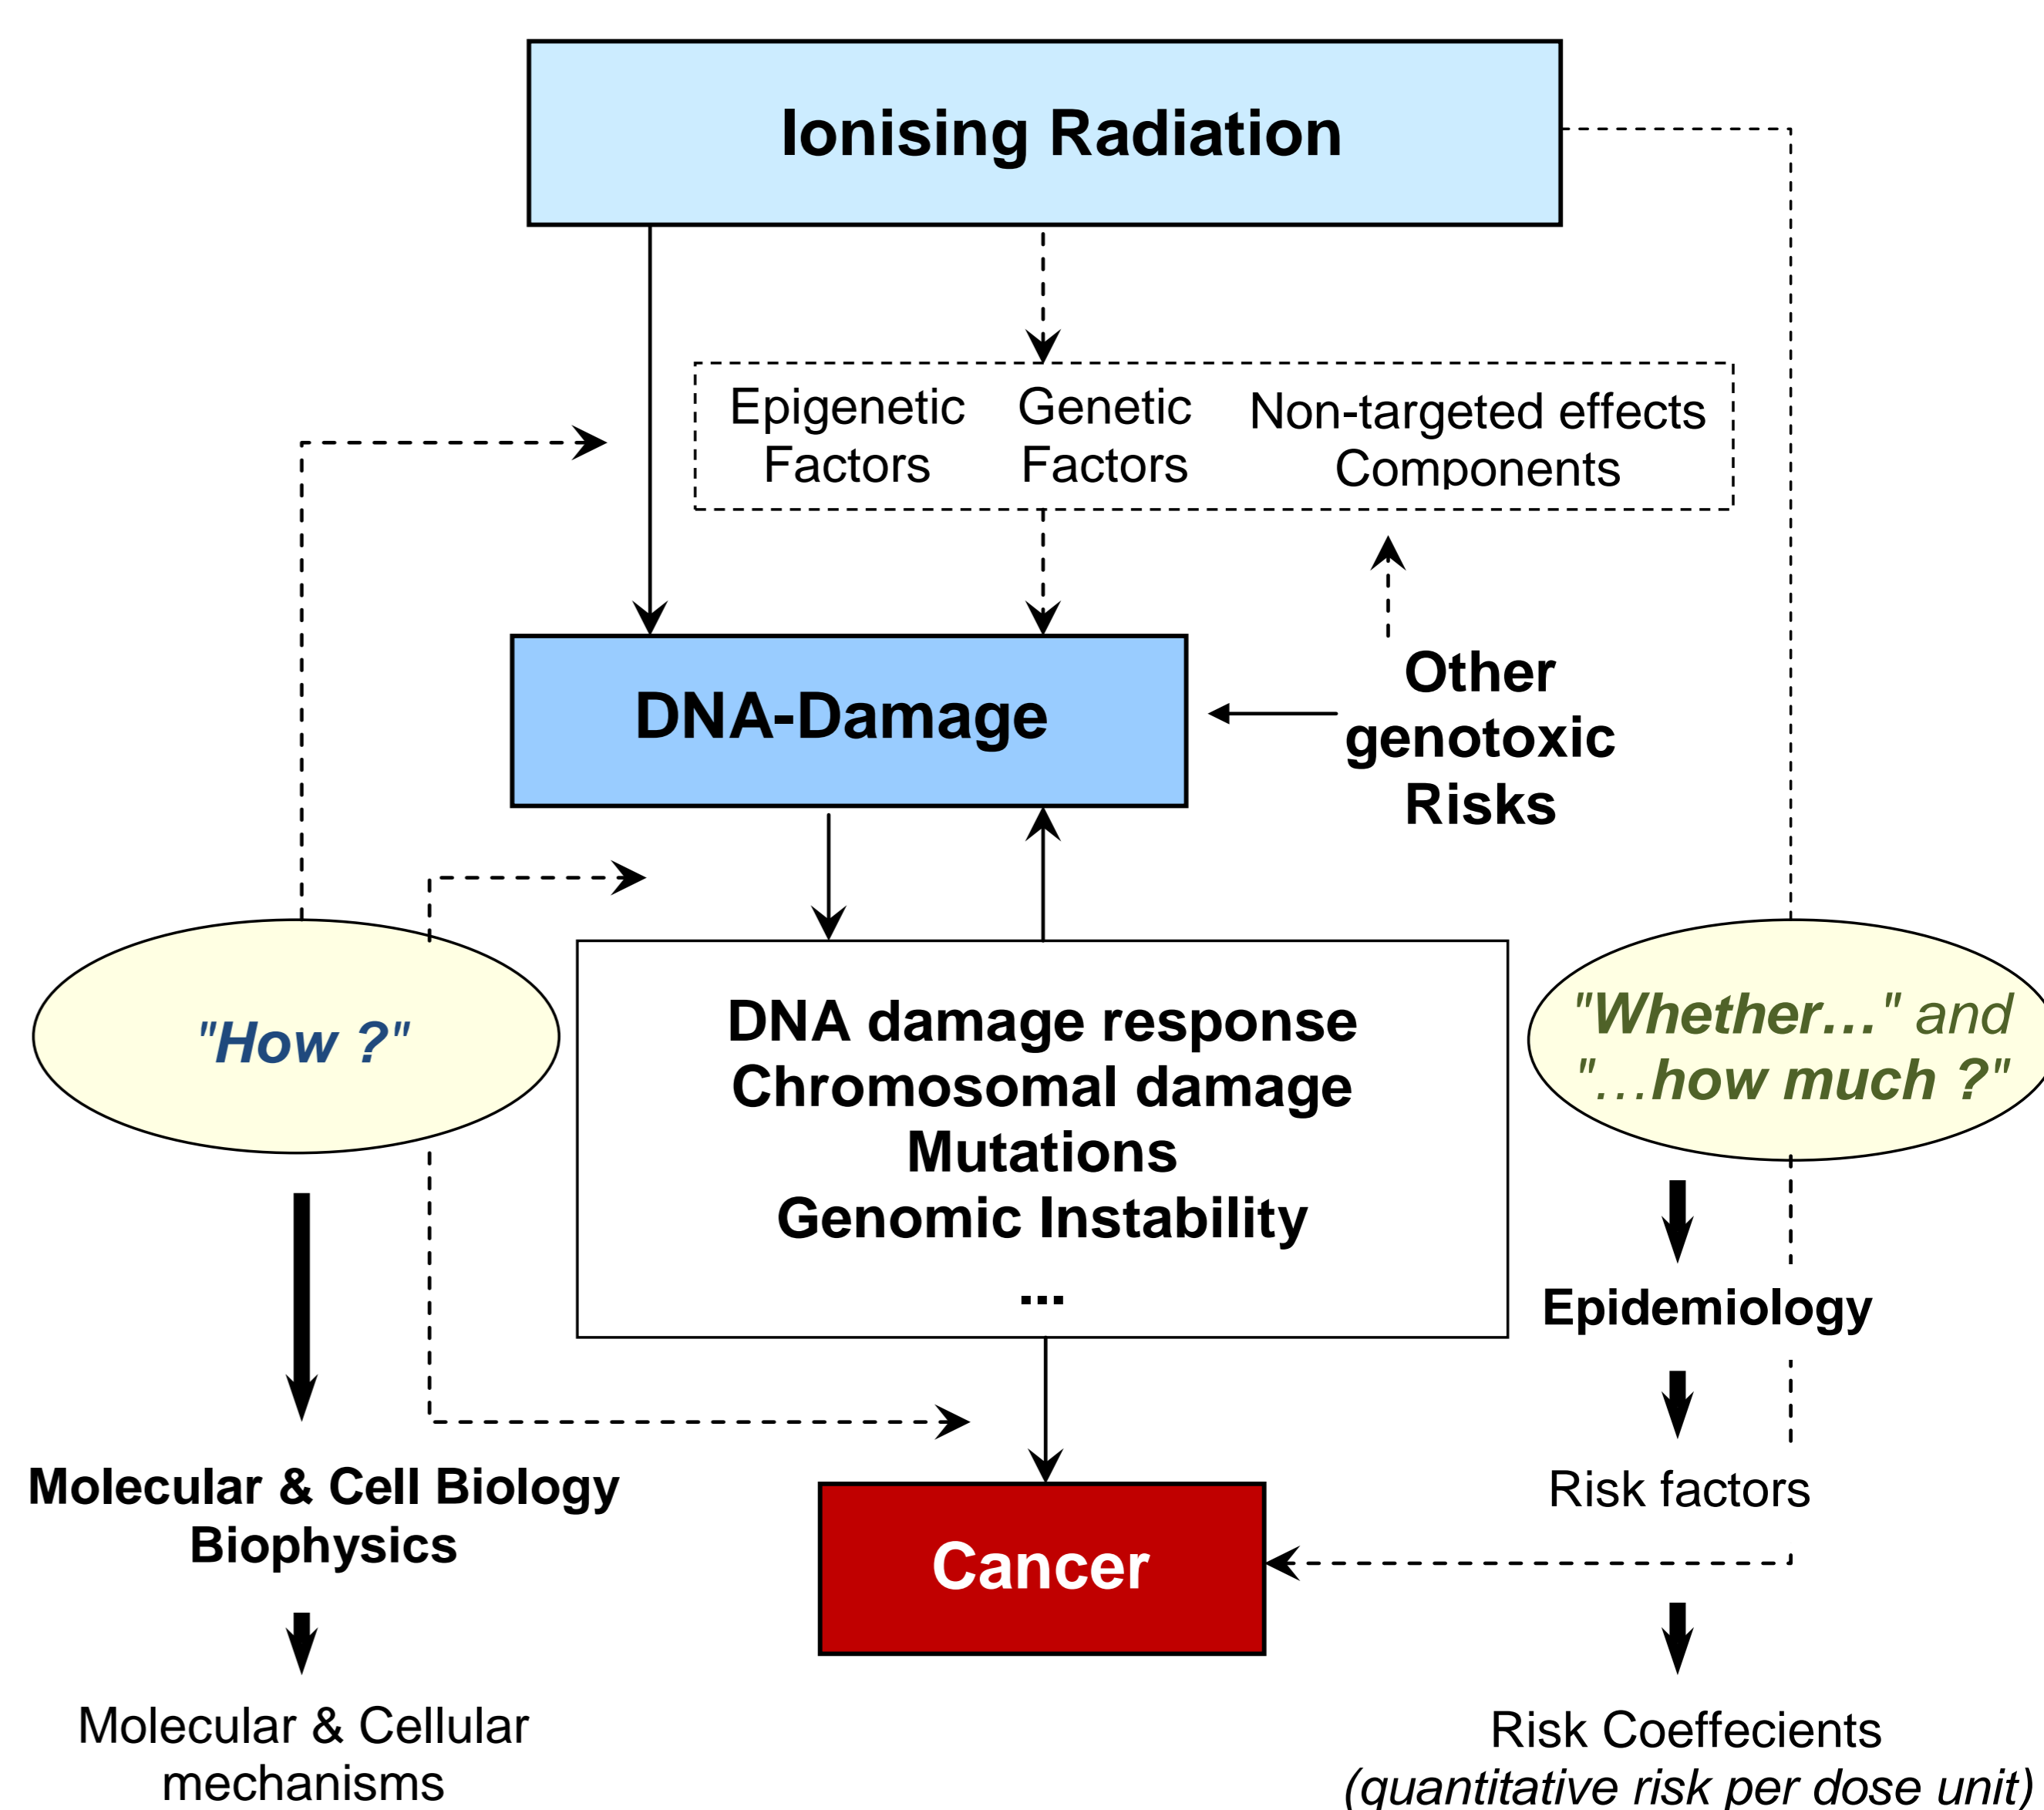 Ionising Radiation
Epigenetic
Factors
Genetic
Factors
Non-targeted effects
Components
DNA-Damage
Other
genotoxic
Risks
"How ?"
DNA damage response
Chromosomal damage
Mutations
Genomic Instability
...
"Whether…" and
"…how much ?"
Epidemiology
Molecular & Cell Biology
Biophysics
Risk factors
Cancer
Molecular & Cellular
mechanisms
Risk Coeffecients
(quantitative risk per dose unit)